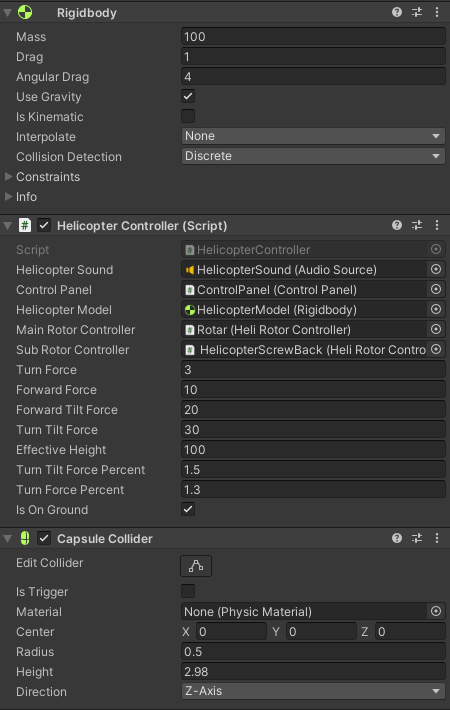 Rigidbody
Mass 100
Drag 1
Angular Drag 4
Use Gravity
Is Kinematic
Interpolate None
Collision Detection Discrete
Constraints
Info
# Helicopter Controller (Script)
Script # HelicopterController
Helicopter Sound HelicopterSound (Audio Source)
Control Panel # ControlPanel (Control Panel)
Helicopter Model HelicopterModel (Rigidbody)
Main Rotor Controller # Rotar (Heli Rotor Controller)
Sub Rotor Controller # HelicopterScrewBack (Heli Rotor Contro
Turn Force 3
Forward Force 10
Forward Tilt Force 20
Turn Tilt Force 30
Effective Height 100
Turn Tilt Force Percent 1.5
Turn Force Percent 1.3
Is On Ground
Capsule Collider
Edit Collider
Is Trigger
Material None (Physic Material)
Center X 0 Y 0 Z 0
Radius 0.5
Height 2.98
Direction Z-Axis